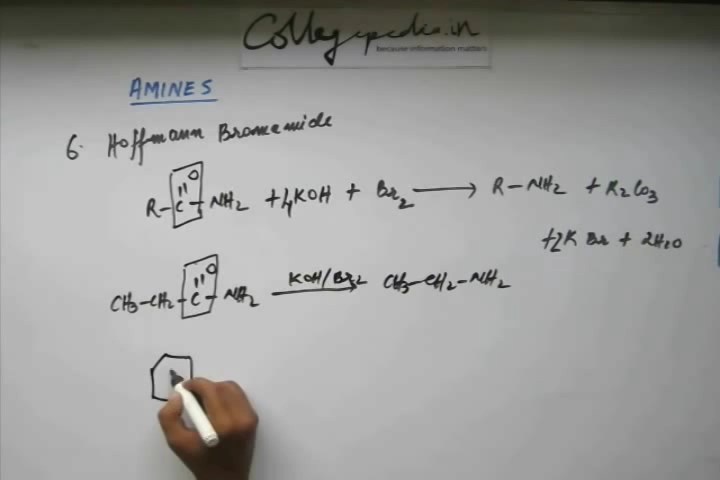 Collegepedia.in
because information matters
AMINES
6. Hoffmann Bromamide
R-C(=O)-NH2 + 4KOH + Br2 → R-NH2 + R2CO3
+2KBr + 2H2O
CH3-CH2-C(=O)-NH2 KOH/Br2 → CH3-CH2-NH2